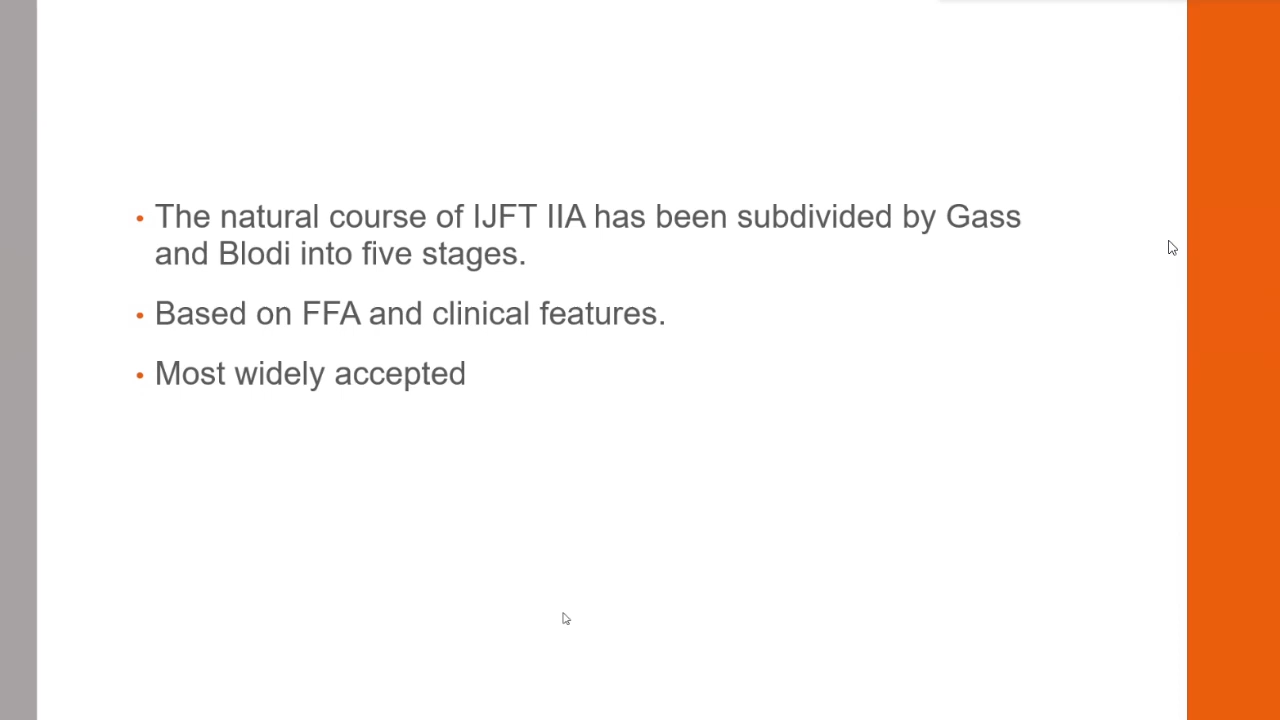 • The natural course of IJFT IIA has been subdivided by Gass
and Blodi into five stages.
• Based on FFA and clinical features.
• Most widely accepted